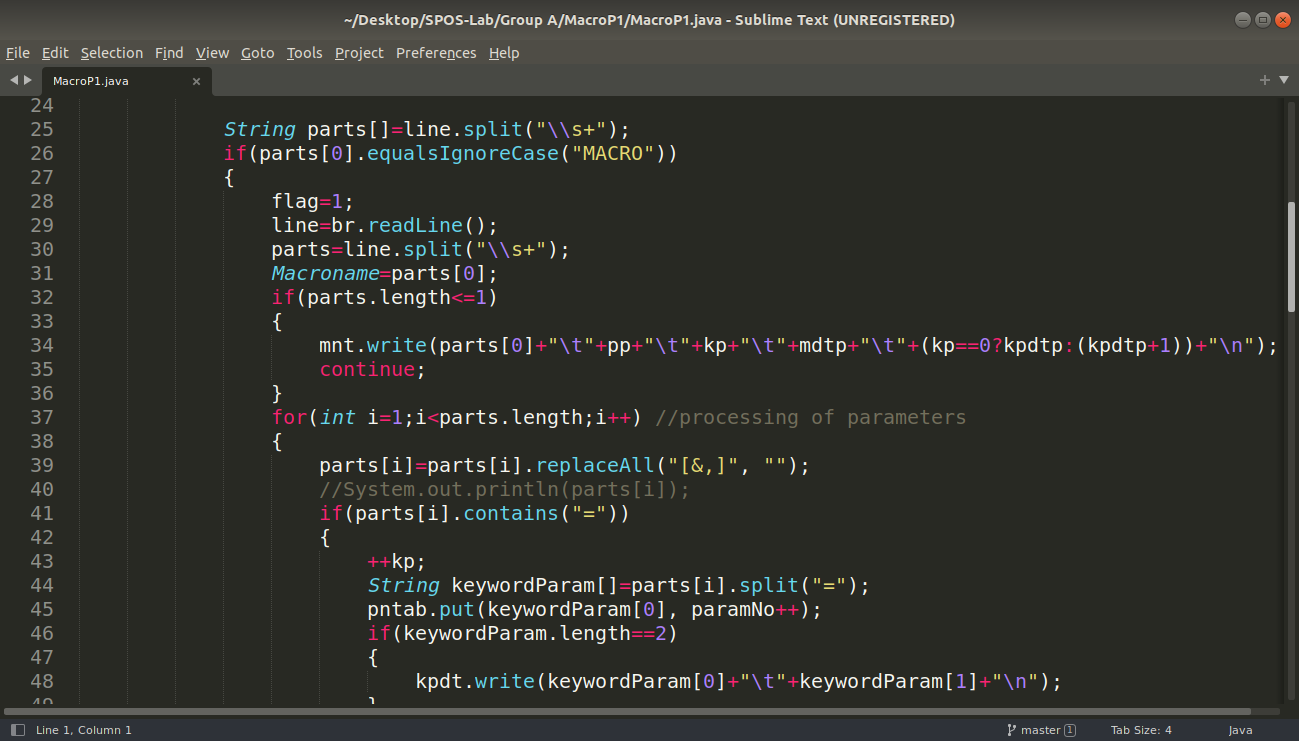 ~/Desktop/SPOS-Lab/Group A/MacroP1/MacroP1.java - Sublime Text (UNREGISTERED)
File Edit Selection Find View Goto Tools Project Preferences Help
MacroP1.java
24
25 String parts[]=line.split("\\s+");
26 if(parts[0].equalsIgnoreCase("MACRO"))
27 {
28 flag=1;
29 line=br.readLine();
30 parts=line.split("\\s+");
31 Macroname=parts[0];
32 if(parts.length<=1)
33 {
34 mnt.write(parts[0]+"\t"+pp+"\t"+kp+"\t"+mdtp+"\t"+(kp==0?kpdtp:(kpdtp+1))+"\n");
35 continue;
36 }
37 for(int i=1;i<parts.length;i++) //processing of parameters
38 {
39 parts[i]=parts[i].replaceAll("[&,]", "");
40 //System.out.println(parts[i]);
41 if(parts[i].contains("="))
42 {
43 ++kp;
44 String keywordParam[]=parts[i].split("=");
45 pntab.put(keywordParam[0], paramNo++);
46 if(keywordParam.length==2)
47 {
48 kpdt.write(keywordParam[0]+"\t"+keywordParam[1]+"\n");
49 }
Line 1, Column 1 master 1 Tab Size: 4 Java